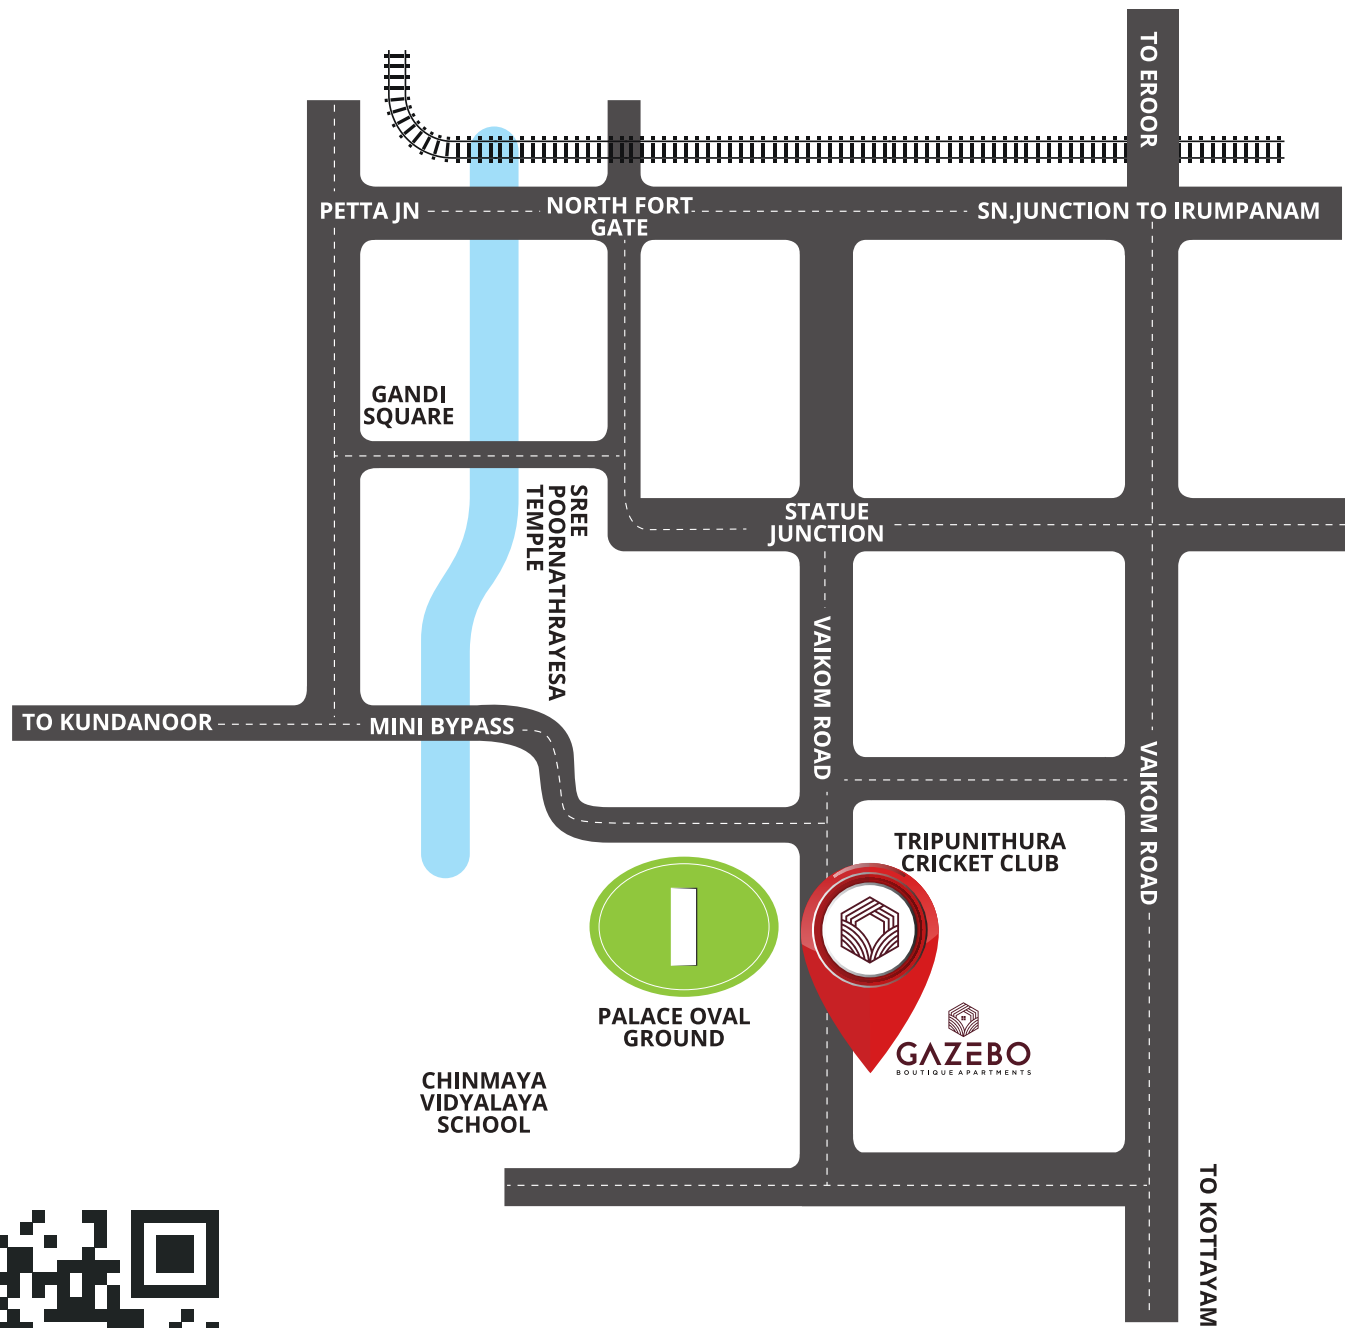 TO EROOR
PETTA JN
NORTH FORT
GATE
SN.JUNCTION TO IRUMPANAM
GANDI
SQUARE
SREE
POORNATHRAYESA
TEMPLE
STATUE
JUNCTION
VAIKOM ROAD
TO KUNDANOOR
MINI BYPASS
VAIKOM ROAD
TRIPUNITHURA
CRICKET CLUB
PALACE OVAL
GROUND
GAZEBO
BOUTIQUE APARTMENTS
CHINMAYA
VIDYALAYA
SCHOOL
TO KOTTAYAM